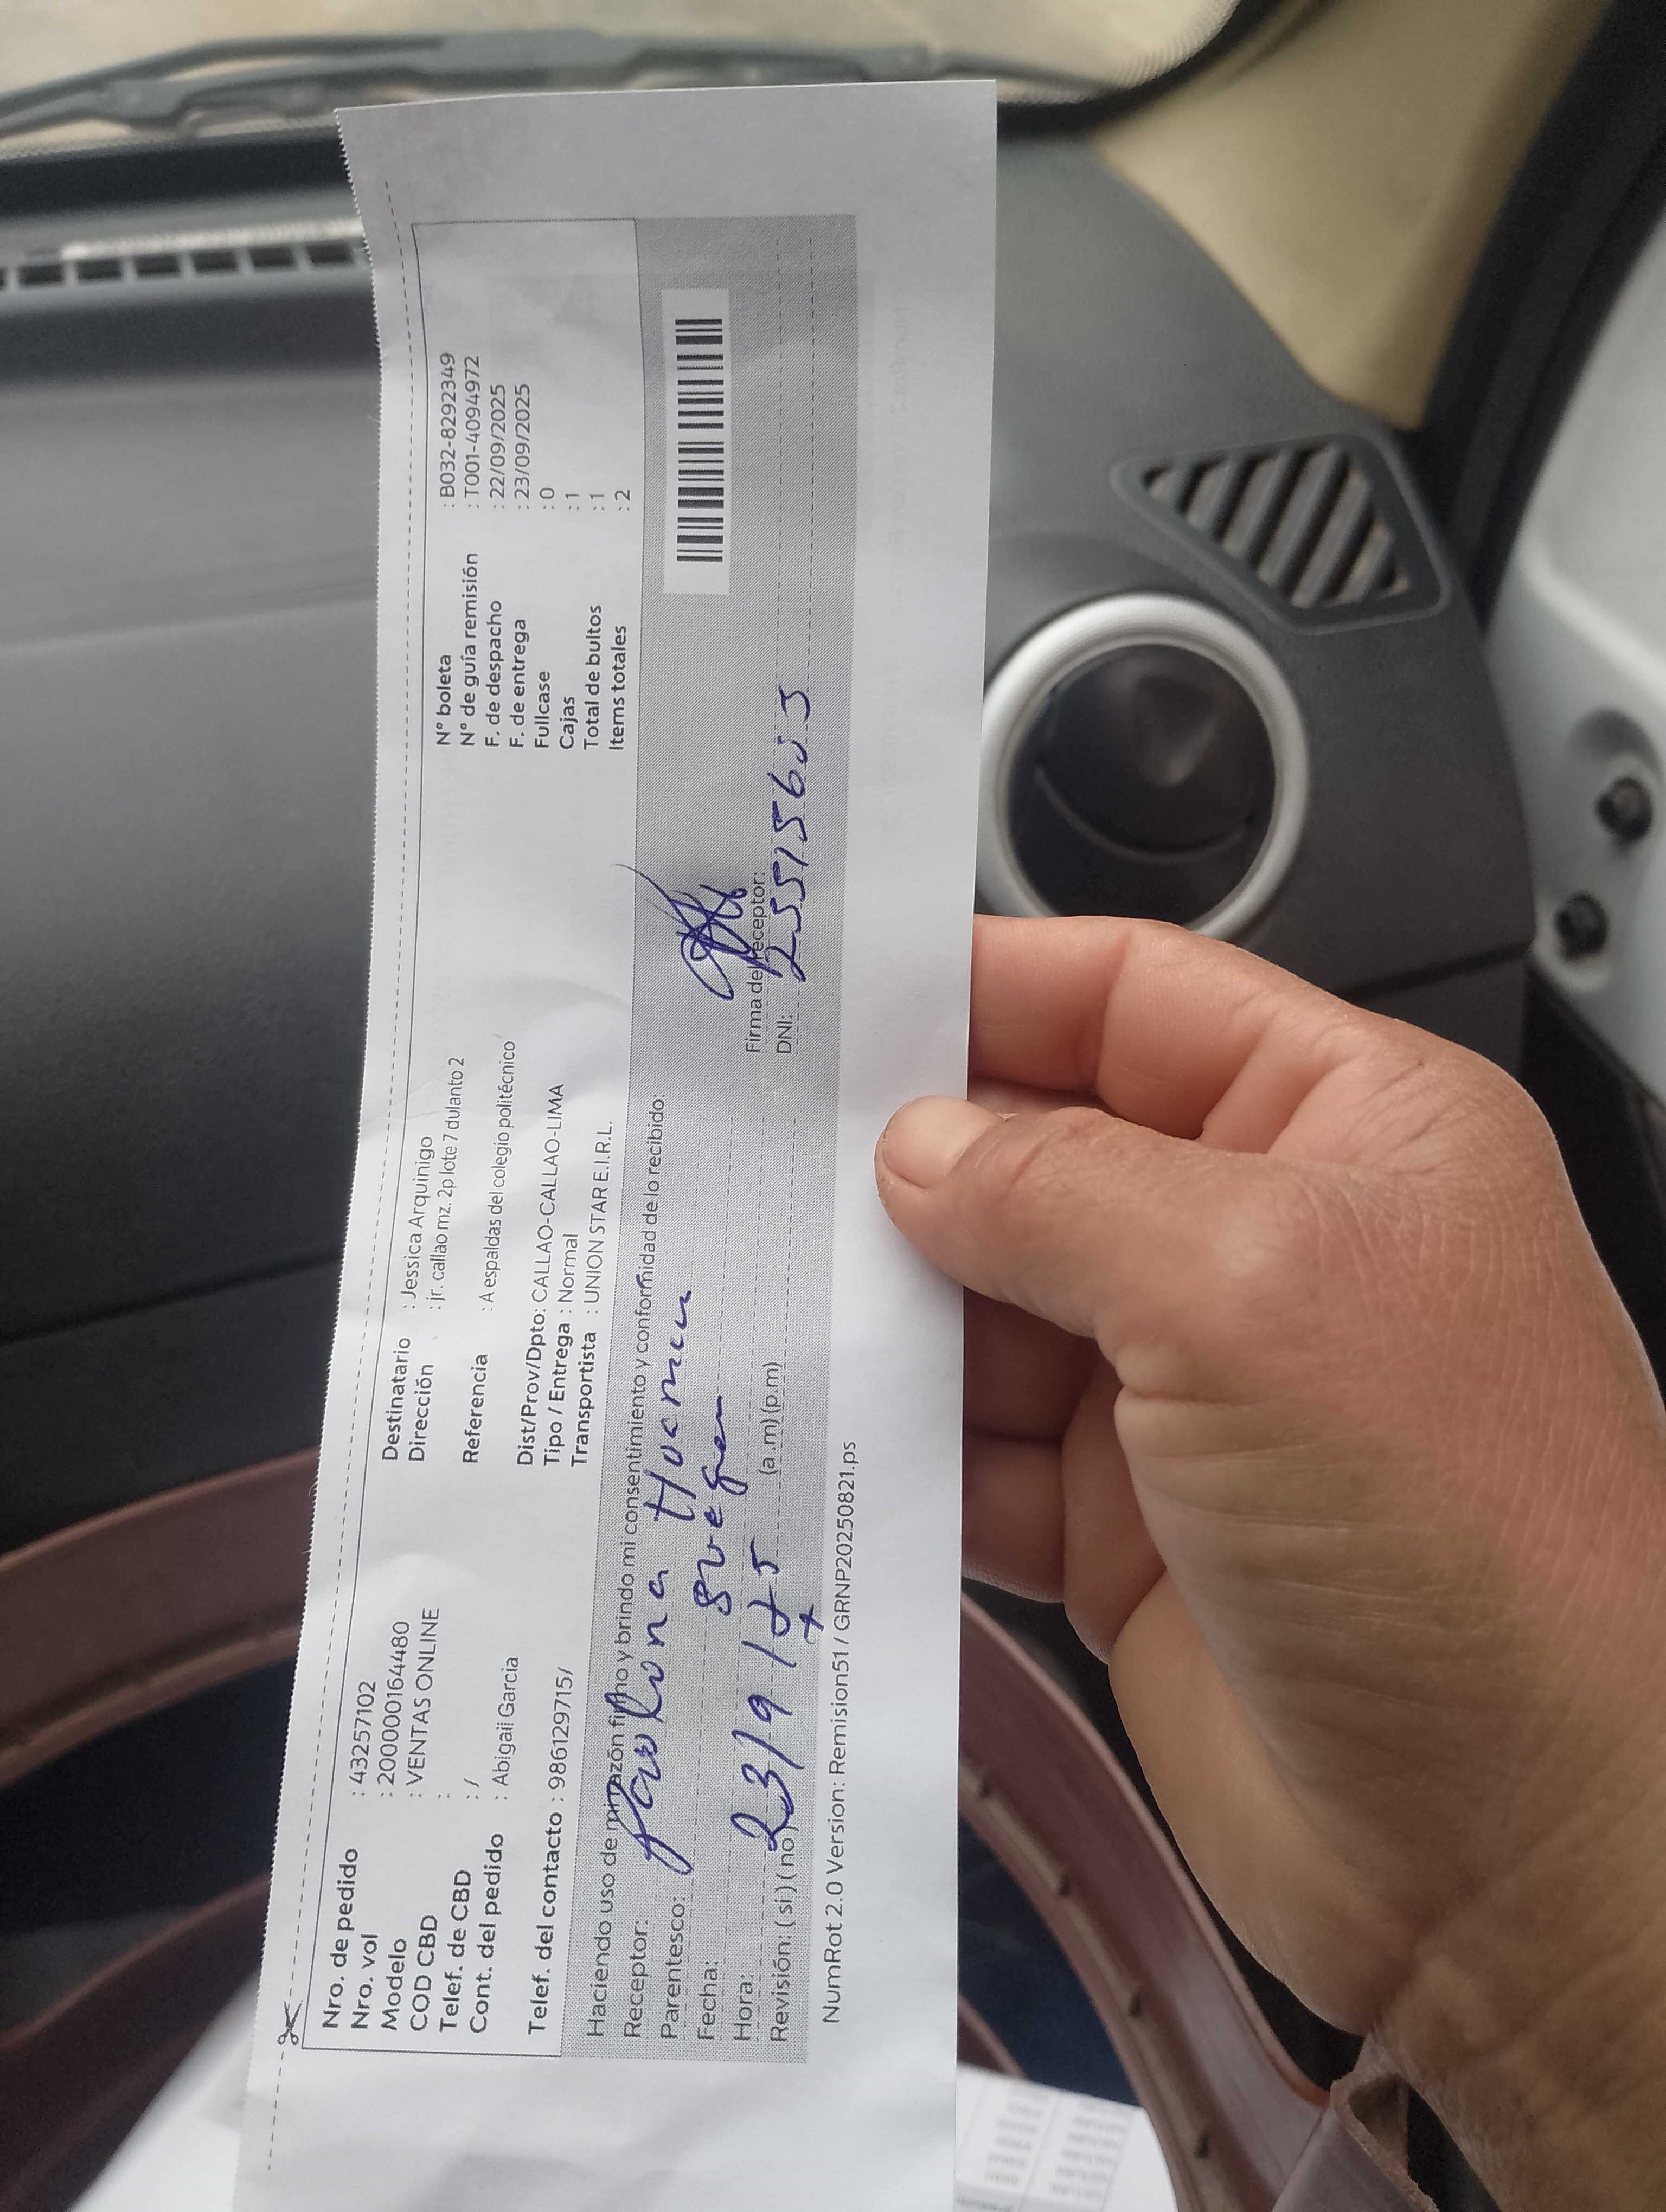 Nro. de pedido : 43257102
Nro. vol : 2000000164480
Modelo : VENTAS ONLINE
COD CBD :
Telef. de CBD : /
Cont. del pedido : Abigail Garcia
Telef. del contacto : 986129715/
Destinatario : Jessica Arquinigo
Dirección : jr. callao mz. 2p lote 7 dulanto 2
Referencia : A espaldas del colegio politécnico
Dist/Prov/Dpto: CALLAO-CALLAO-LIMA
Tipo / Entrega : Normal
Transportista : UNION STAR E.I.R.L.
N° boleta : B032-8292349
N° de guía remisión : T001-4094972
F. de despacho : 22/09/2025
F. de entrega : 23/09/2025
Fullcase : 0
Cajas : 1
Total de bultos : 1
Items totales : 2
Haciendo uso de mi razón firmo y brindo mi consentimiento y conformidad de lo recibido:
Receptor:
Parentesco: suegra
Fecha: 23/9/25
Hora: (a.m) (p.m)
Revisión: ( si ) ( no )
Firma del receptor:
DNI:
NumRot 2.0 Version: Remision51 / GRNP20250821.ps